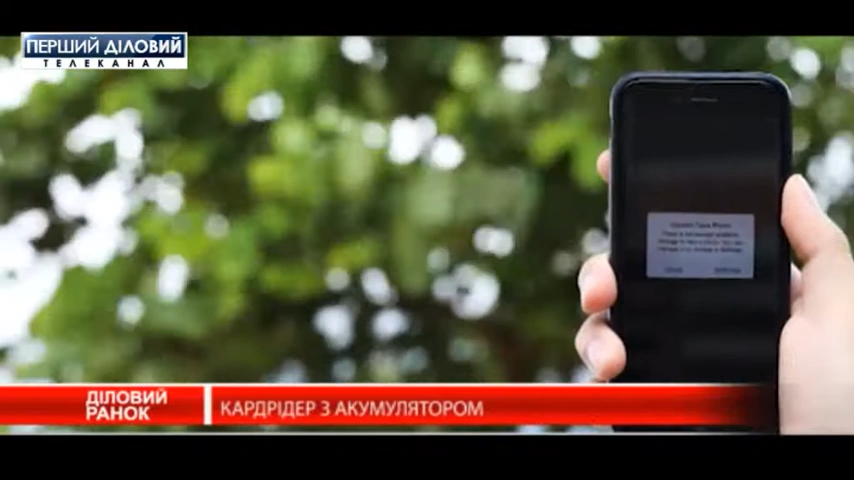 ПЕРШИЙ ДІЛОВИЙ
ТЕЛЕКАНАЛ
ДІЛОВИЙ
РАНОК
КАРДРІДЕР З АКУМУЛЯТОРОМ